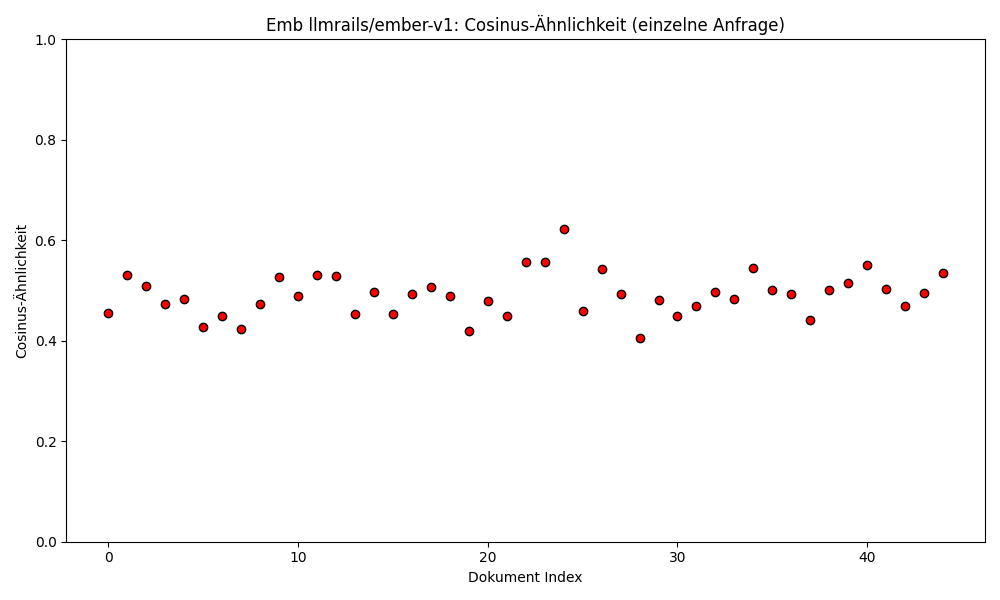 Emb llmrails/ember-v1: Cosinus-Ähnlichkeit (einzelne Anfrage)
1.0
0.8
0.6
0.4
0.2
0.0
Cosinus-Ähnlichkeit
0 10 20 30 40
Dokument Index